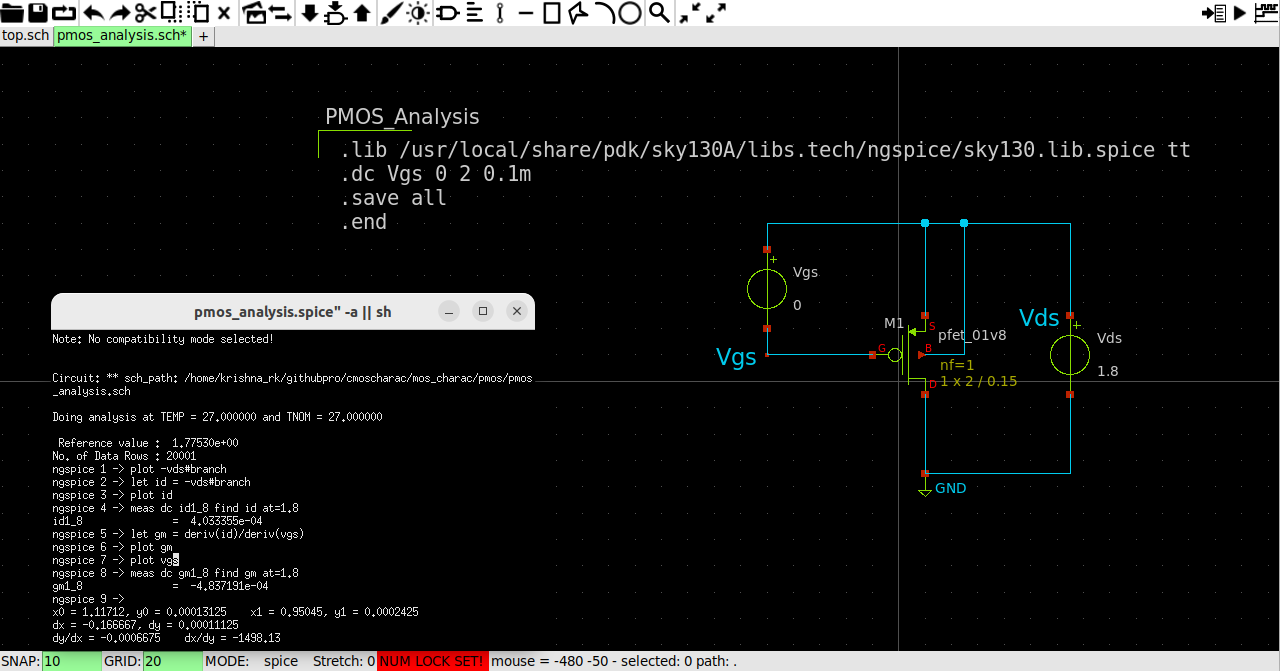 top.sch pmos_analysis.sch* +
PMOS_Analysis
.lib /usr/local/share/pdk/sky130A/libs.tech/ngspice/sky130.lib.spice tt
.dc Vgs 0 2 0.1m
.save all
.end
+
Vgs
0
Vgs
M1
S
G
B
D
pfet_01v8
nf=1
1 x 2 / 0.15
Vds
+
Vds
1.8
GND
pmos_analysis.spice" -a || sh
Note: No compatibility mode selected!
Circuit: ** sch_path: /home/krishna_rk/githubpro/cmoscharac/mos_charac/pmos/pmos
_analysis.sch
Doing analysis at TEMP = 27.000000 and TNOM = 27.000000
Reference value :  1.77530e+00
No. of Data Rows : 20001
ngspice 1 -> plot -vds#branch
ngspice 2 -> let id = -vds#branch
ngspice 3 -> plot id
ngspice 4 -> meas dc id1_8 find id at=1.8
id1_8               =  4.033355e-04
ngspice 5 -> let gm = deriv(id)/deriv(vgs)
ngspice 6 -> plot gm
ngspice 7 -> plot vgs
ngspice 8 -> meas dc gm1_8 find gm at=1.8
gm1_8               =  -4.837191e-04
ngspice 9 ->
x0 = 1.11712, y0 = 0.00013125    x1 = 0.95045, y1 = 0.0002425
dx = -0.166667, dy = 0.00011125
dy/dx = -0.0006675    dx/dy = -1498.13
SNAP: 10 GRID: 20 MODE: spice Stretch: 0 NUM LOCK SET! mouse = -480 -50 - selected: 0 path: .